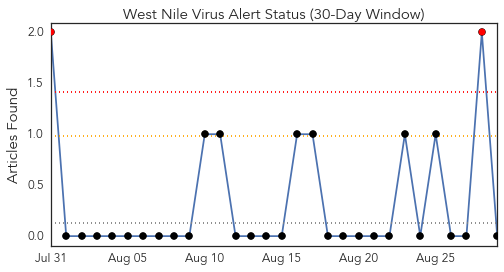 West Nile Virus Alert Status (30-Day Window)
Articles Found
2.0
1.5
1.0
0.5
0.0
Jul 31 Aug 05 Aug 10 Aug 15 Aug 20 Aug 25